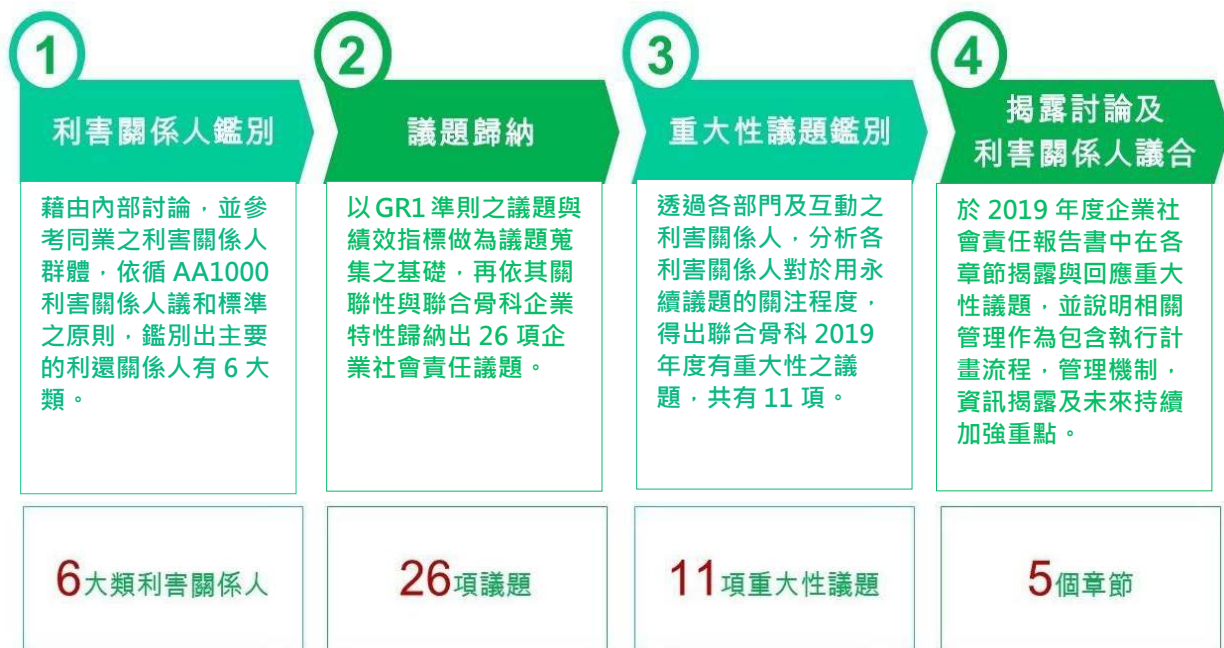 1
利害關係人鑑別
藉由內部討論，並參
考同業之利害關係人
群體，依循 AA1000
利害關係人議和標準
之原則，鑑別出主要
的利還關係人有 6 大
類。
6大類利害關係人
2
議題歸納
以 GR1 準則之議題與
績效指標做為議題蒐
集之基礎，再依其關
聯性與聯合骨科企業
特性歸納出 26 項企
業社會責任議題。
26項議題
3
重大性議題鑑別
透過各部門及互動之
利害關係人，分析各
利害關係人對於用永
續議題的關注程度，
得出聯合骨科 2019
年度有重大性之議
題，共有 11 項。
11項重大性議題
4
揭露討論及
利害關係人議合
於 2019 年度企業社
會責任報告書中在各
章節揭露與回應重大
性議題，並說明相關
管理作為包含執行計
畫流程，管理機制，
資訊揭露及未來持續
加強重點。
5個章節